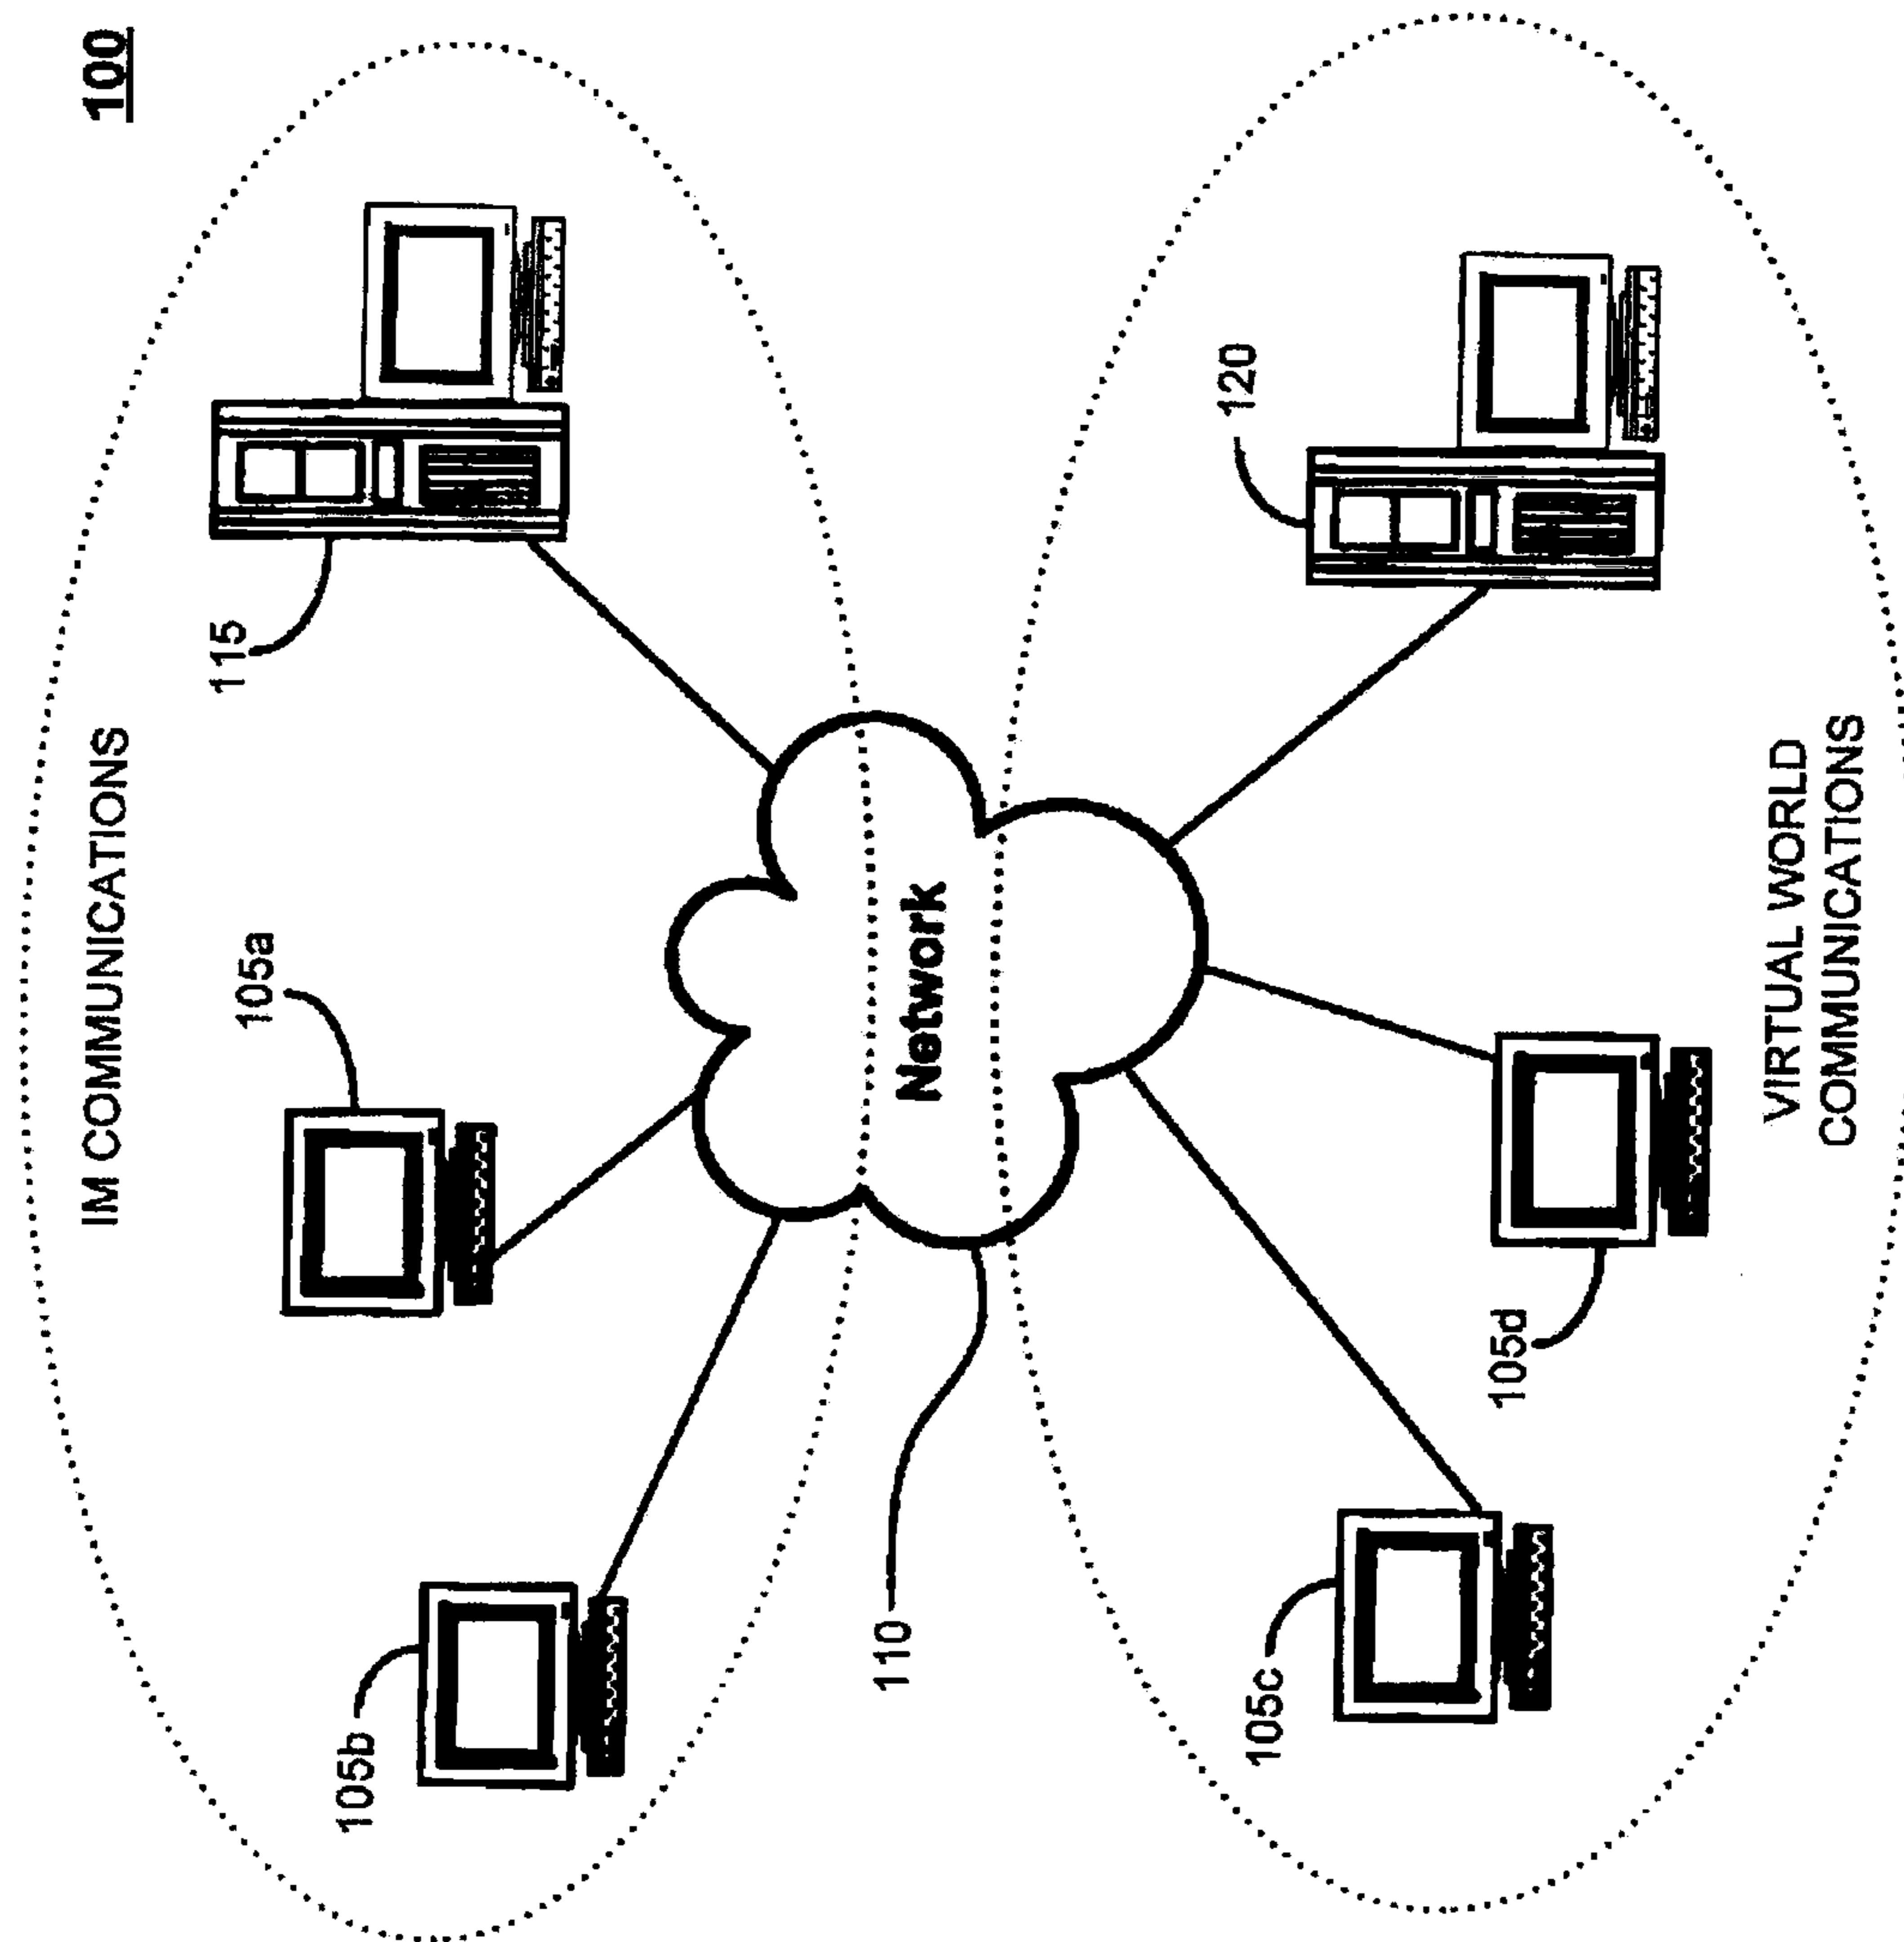 100
IM COMMUNICATIONS
105b
105a
115
Network
110
120
105c
105d
VIRTUAL WORLD
COMMUNICATIONS